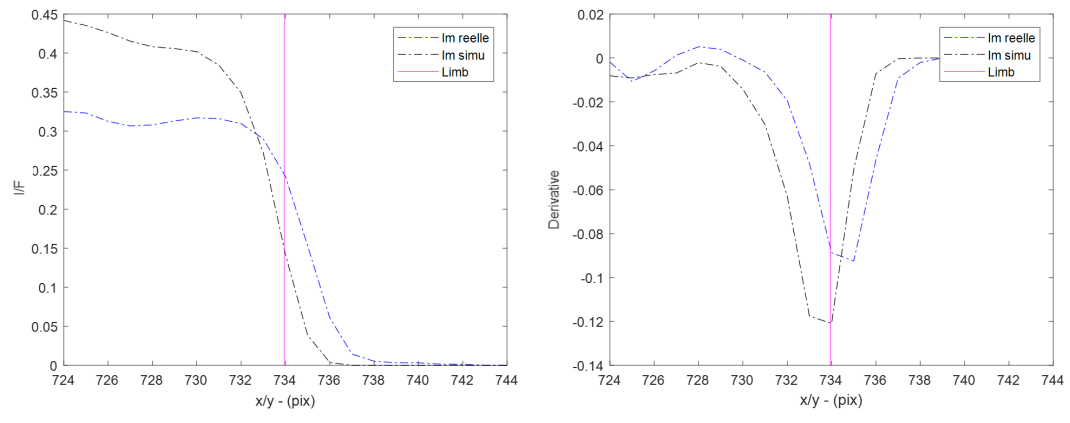 0.45
0.4
0.35
0.3
0.25
0.2
0.15
0.1
0.05
0
I/F
724 726 728 730 732 734 736 738 740 742 744
x/y - (pix)
Im reelle
Im simu
Limb
0.02
0
-0.02
-0.04
-0.06
-0.08
-0.1
-0.12
-0.14
Derivative
724 726 728 730 732 734 736 738 740 742 744
x/y - (pix)
Im reelle
Im simu
Limb